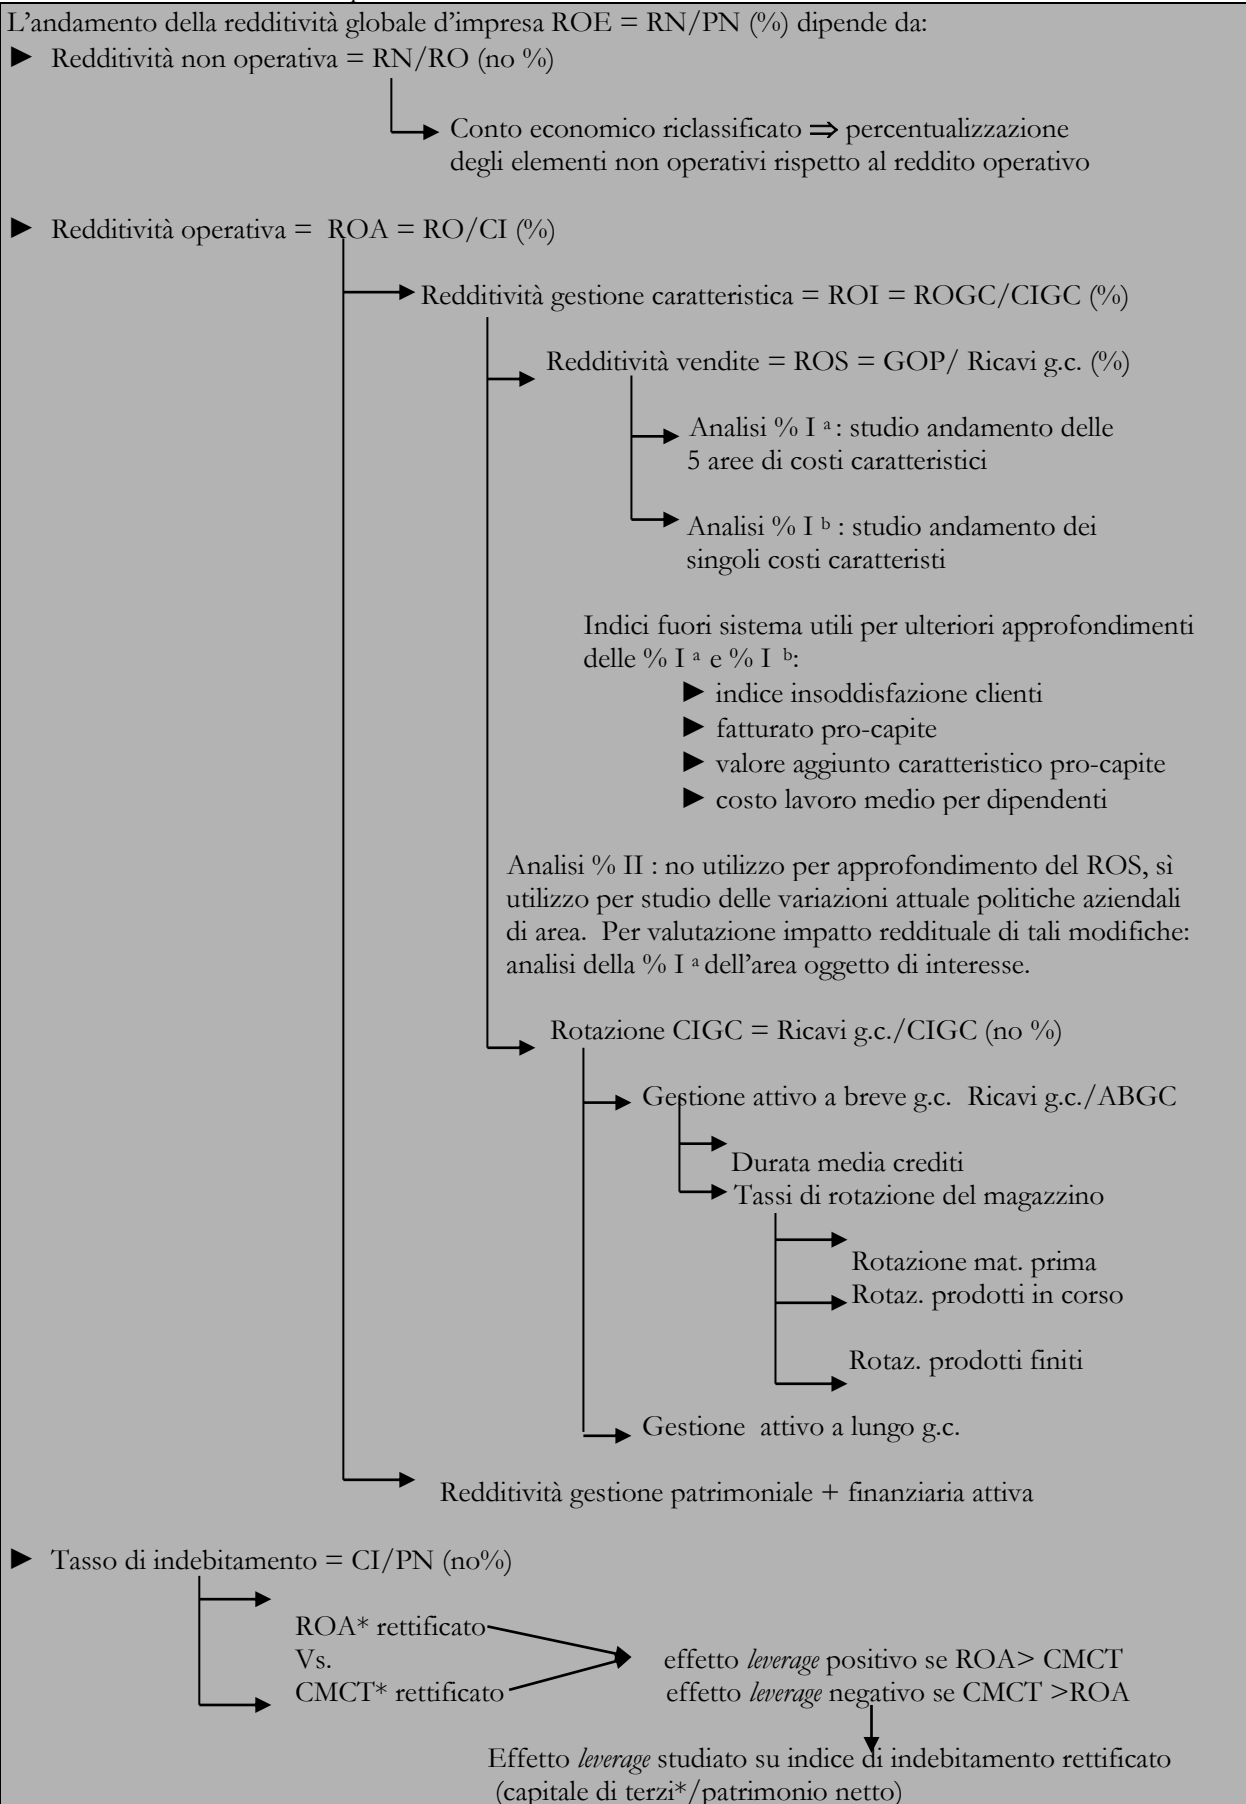 L'andamento della redditività globale d'impresa ROE = RN/PN (%) dipende da:
► Redditività non operativa = RN/RO (no %)
Conto economico riclassificato ⇒ percentualizzazione
degli elementi non operativi rispetto al reddito operativo
► Redditività operativa = ROA = RO/CI (%)
Redditività gestione caratteristica = ROI = ROGC/CIGC (%)
Redditività vendite = ROS = GOP/ Ricavi g.c. (%)
Analisi % I ª : studio andamento delle
5 aree di costi caratteristici
Analisi % I ᵇ : studio andamento dei
singoli costi caratteristi
Indici fuori sistema utili per ulteriori approfondimenti
delle % I ª e % I ᵇ:
► indice insoddisfazione clienti
► fatturato pro-capite
► valore aggiunto caratteristico pro-capite
► costo lavoro medio per dipendenti
Analisi % II : no utilizzo per approfondimento del ROS, sì
utilizzo per studio delle variazioni attuale politiche aziendali
di area. Per valutazione impatto reddituale di tali modifiche:
analisi della % I ª dell'area oggetto di interesse.
Rotazione CIGC = Ricavi g.c./CIGC (no %)
Gestione attivo a breve g.c. Ricavi g.c./ABGC
Durata media crediti
Tassi di rotazione del magazzino
Rotazione mat. prima
Rotaz. prodotti in corso
Rotaz. prodotti finiti
Gestione attivo a lungo g.c.
Redditività gestione patrimoniale + finanziaria attiva
► Tasso di indebitamento = CI/PN (no%)
ROA* rettificato
Vs.
CMCT* rettificato
effetto leverage positivo se ROA> CMCT
effetto leverage negativo se CMCT >ROA
Effetto leverage studiato su indice di indebitamento rettificato
(capitale di terzi*/patrimonio netto)